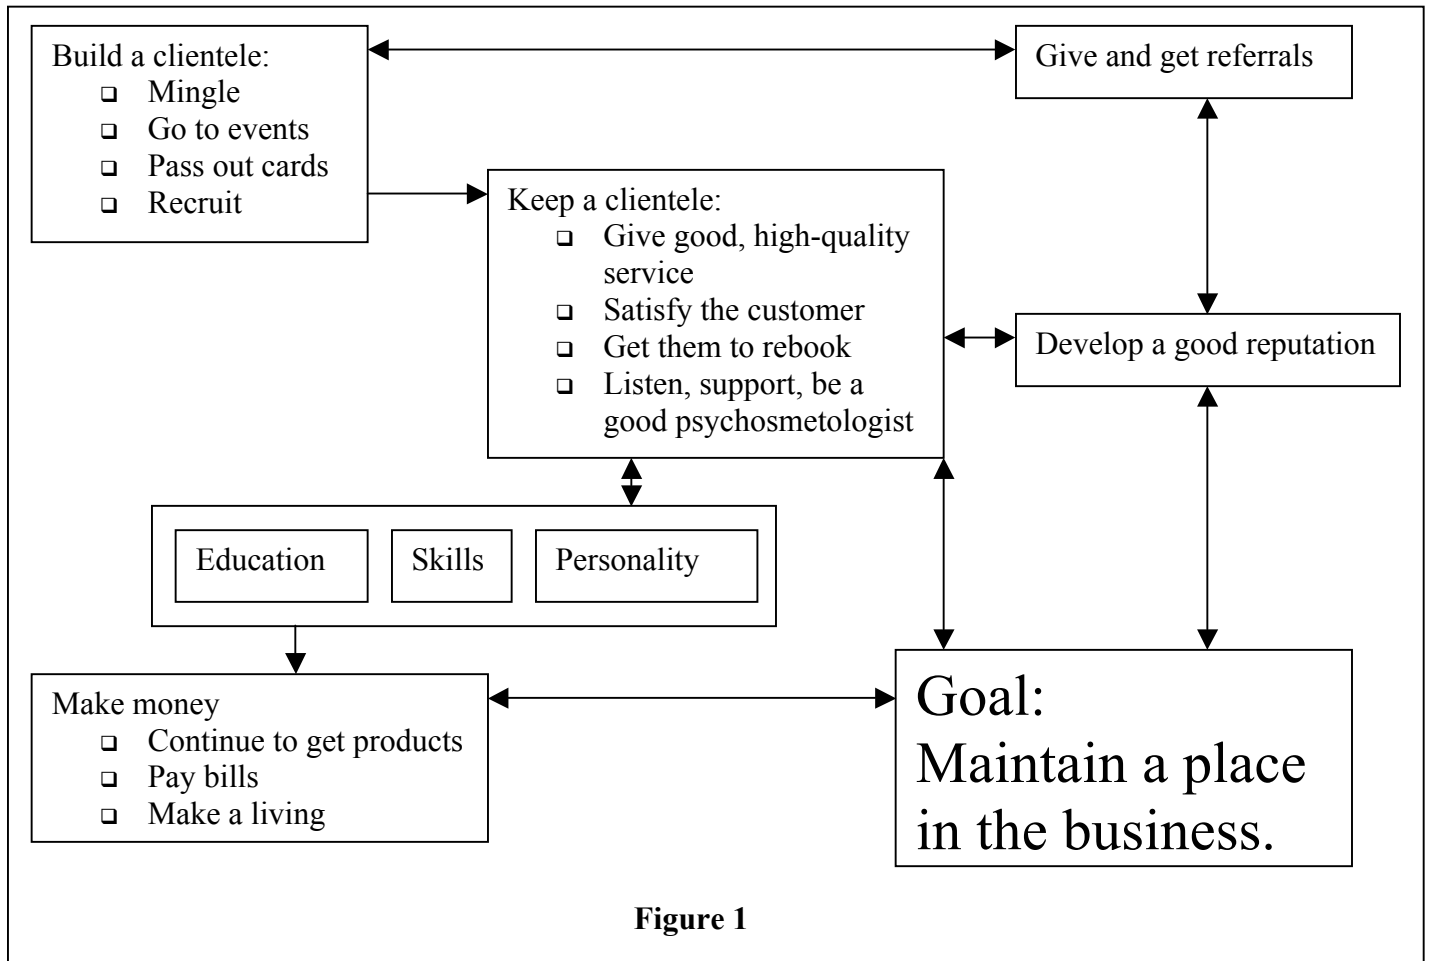 Build a clientele:
❑ Mingle
❑ Go to events
❑ Pass out cards
❑ Recruit
Give and get referrals
Keep a clientele:
❑ Give good, high-quality
service
❑ Satisfy the customer
❑ Get them to rebook
❑ Listen, support, be a
good psychosmetologist
Develop a good reputation
Education
Skills
Personality
Make money
❑ Continue to get products
❑ Pay bills
❑ Make a living
Goal:
Maintain a place
in the business.
Figure 1